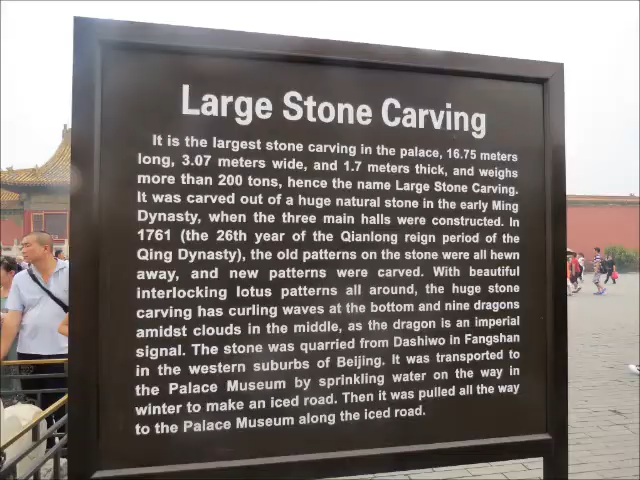 Large Stone Carving
It is the largest stone carving in the palace, 16.75 meters
long, 3.07 meters wide, and 1.7 meters thick, and weighs
more than 200 tons, hence the name Large Stone Carving.
It was carved out of a huge natural stone in the early Ming
Dynasty, when the three main halls were constructed. In
1761 (the 26th year of the Qianlong reign period of the
Qing Dynasty), the old patterns on the stone were all hewn
away, and new patterns were carved. With beautiful
interlocking lotus patterns all around, the huge stone
carving has curling waves at the bottom and nine dragons
amidst clouds in the middle, as the dragon is an imperial
signal. The stone was quarried from Dashiwo in Fangshan
in the western suburbs of Beijing. It was transported to
the Palace Museum by sprinkling water on the way in
winter to make an iced road. Then it was pulled all the way
to the Palace Museum along the iced road.